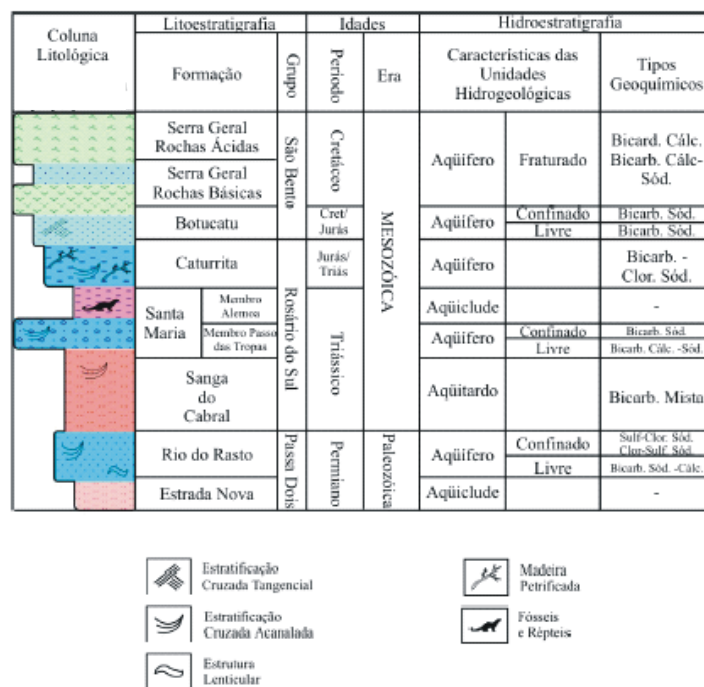 Coluna
Litológica
Litoestratigrafia
Idades
Hidroestratigrafia
Formação
Grupo
Período
Era
Características das
Unidades
Hidrogeológicas
Tipos
Geoquímicos
Serra Geral
Rochas Ácidas
São Bento
Cretáceo
MESOZÓICA
Aqüífero
Fraturado
Bicard. Cálc.
Bicarb. Cálc-
Sód.
Serra Geral
Rochas Básicas
Botucatu
Cret/
Jurás
Aqüífero
Confinado
Bicarb. Sód.
Livre
Bicarb. Sód.
Caturrita
Rosário do Sul
Jurás/
Triás
Aqüífero
Bicarb. -
Clor. Sód.
Santa
Maria
Membro
Alemoa
Triássico
Aqüiclude
-
Membro Passo
das Tropas
Aqüífero
Confinado
Bicarb. Sód.
Livre
Bicarb. Cálc. -Sód.
Sanga
do
Cabral
Aqüitardo
Bicarb. Mista
Rio do Rasto
Passa Dois
Permiano
Paleozóica
Aqüífero
Confinado
Sulf-Clor. Sód.
Clor-Sulf. Sód.
Livre
Bicarb. Sód. -Cálc.
Estrada Nova
Aqüiclude
-
Estratificação
Cruzada Tangencial
Madeira
Petrificada
Estratificação
Cruzada Acanalada
Fósseis
e Répteis
Estrutura
Lenticular